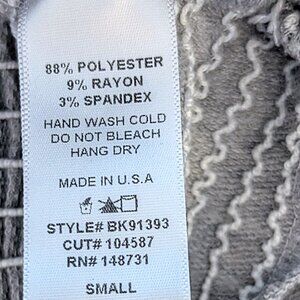 88% POLYESTER
9% RAYON
3% SPANDEX
HAND WASH COLD
DO NOT BLEACH
HANG DRY
MADE IN U.S.A
STYLE# BK91393
CUT# 104587
RN# 148731
SMALL